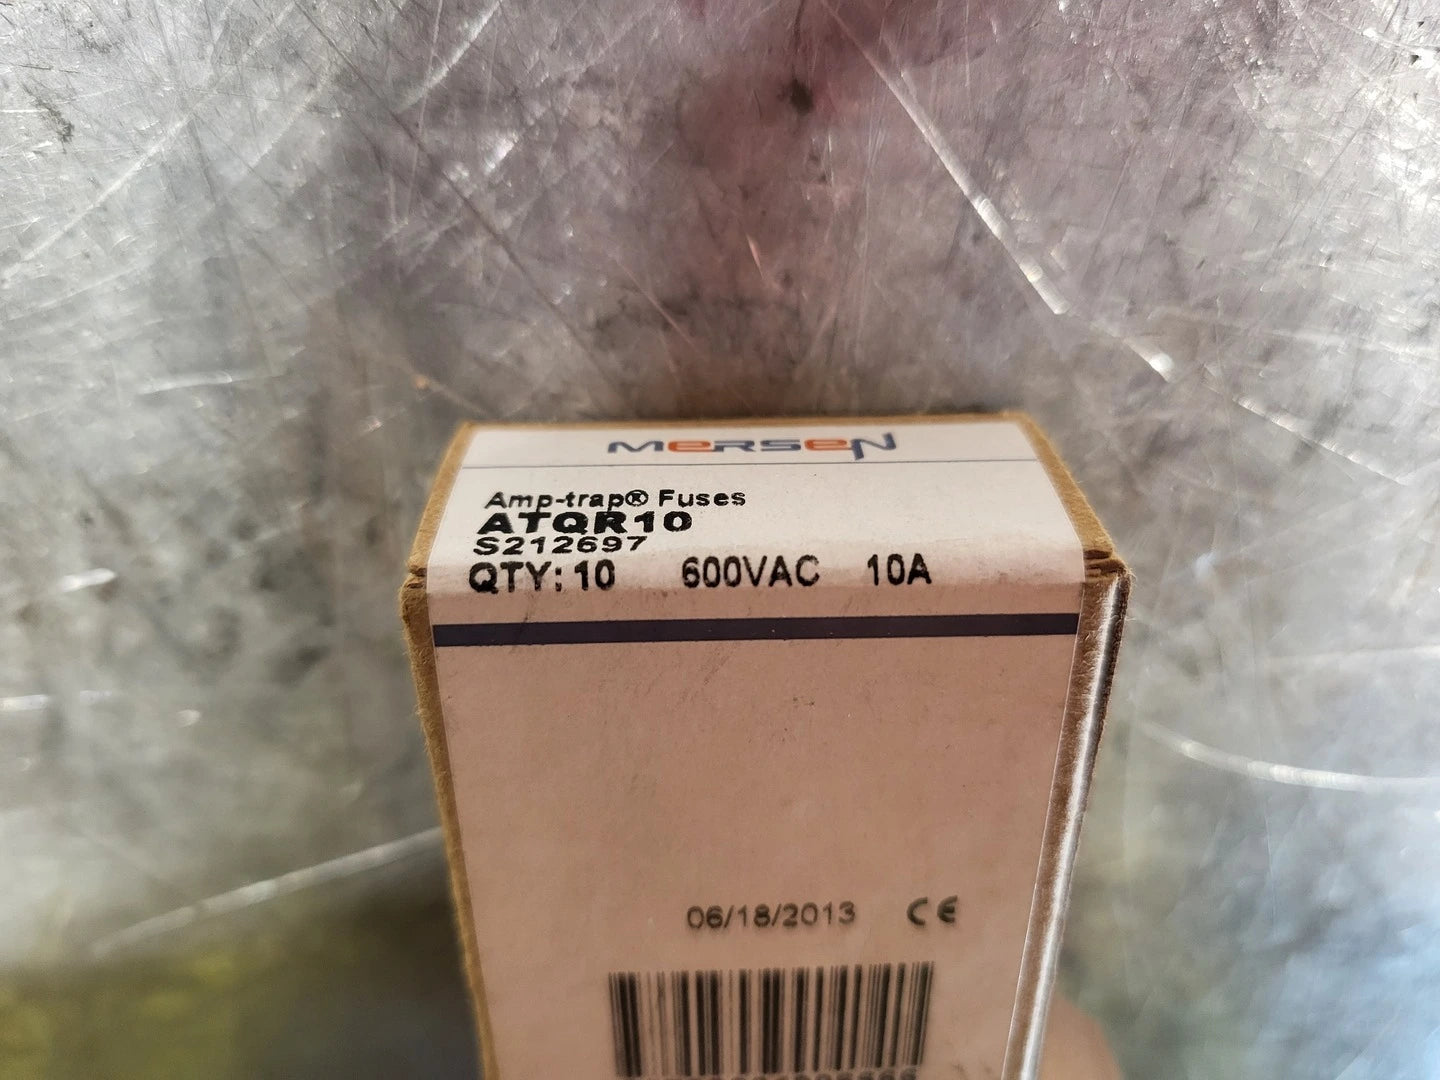 MERSEN
Amp-trap® Fuses
ATQR10
S212697
QTY: 10 600VAC 10A
06/18/2013 CE